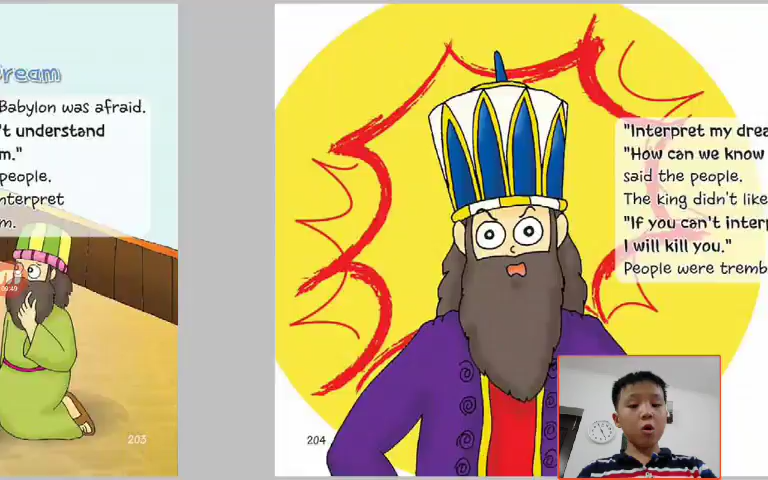 ream
Babylon was afraid.
't understand
m."
people.
nterpret
m.
203
"Interpret my drea
"How can we know
said the people.
The king didn't like
"If you can't interp
I will kill you."
People were tremb
204